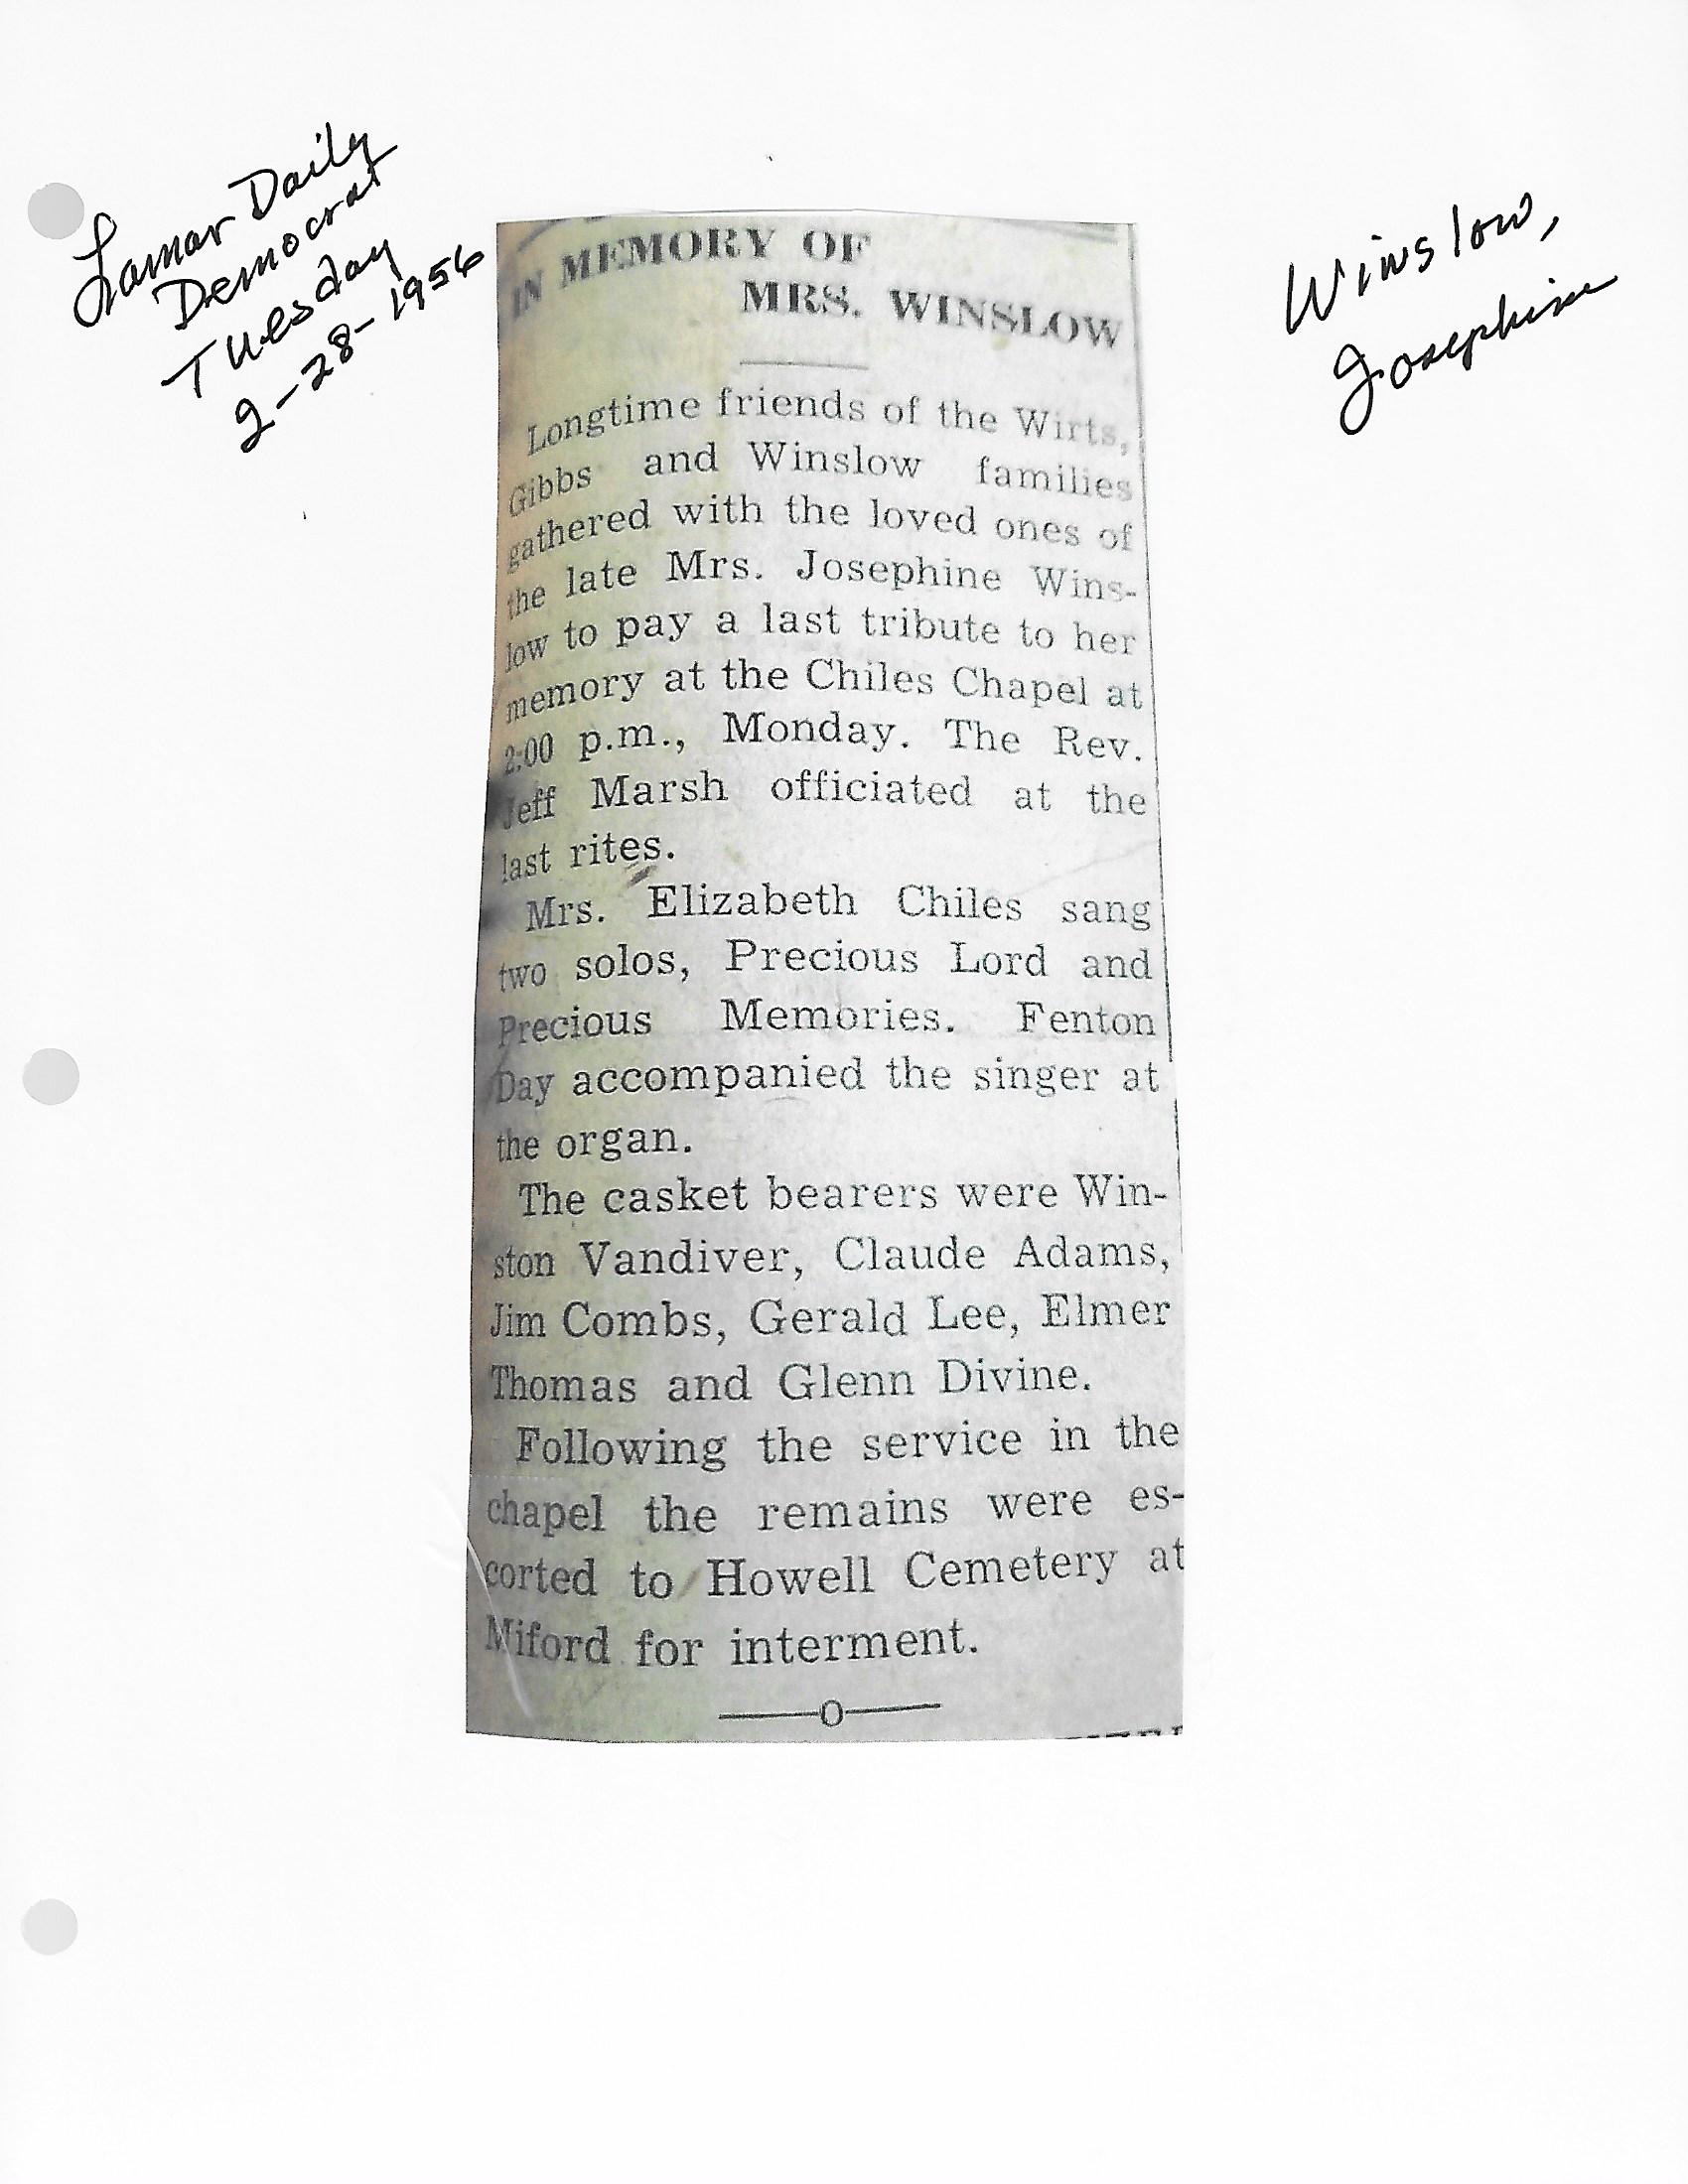 Lamar Daily
Democrat
Tuesday
2-28-1956
Winslow,
Josephine
IN MEMORY OF
MRS. WINSLOW
Longtime friends of the Wirts,
Gibbs and Winslow families
gathered with the loved ones of
the late Mrs. Josephine Wins-
low to pay a last tribute to her
memory at the Chiles Chapel at
2:00 p.m., Monday. The Rev.
Jeff Marsh officiated at the
last rites.
Mrs. Elizabeth Chiles sang
two solos, Precious Lord and
Precious Memories. Fenton
Day accompanied the singer at
the organ.
The casket bearers were Win-
ston Vandiver, Claude Adams,
Jim Combs, Gerald Lee, Elmer
Thomas and Glenn Divine.
Following the service in the
chapel the remains were es-
corted to Howell Cemetery at
Miford for interment.
O